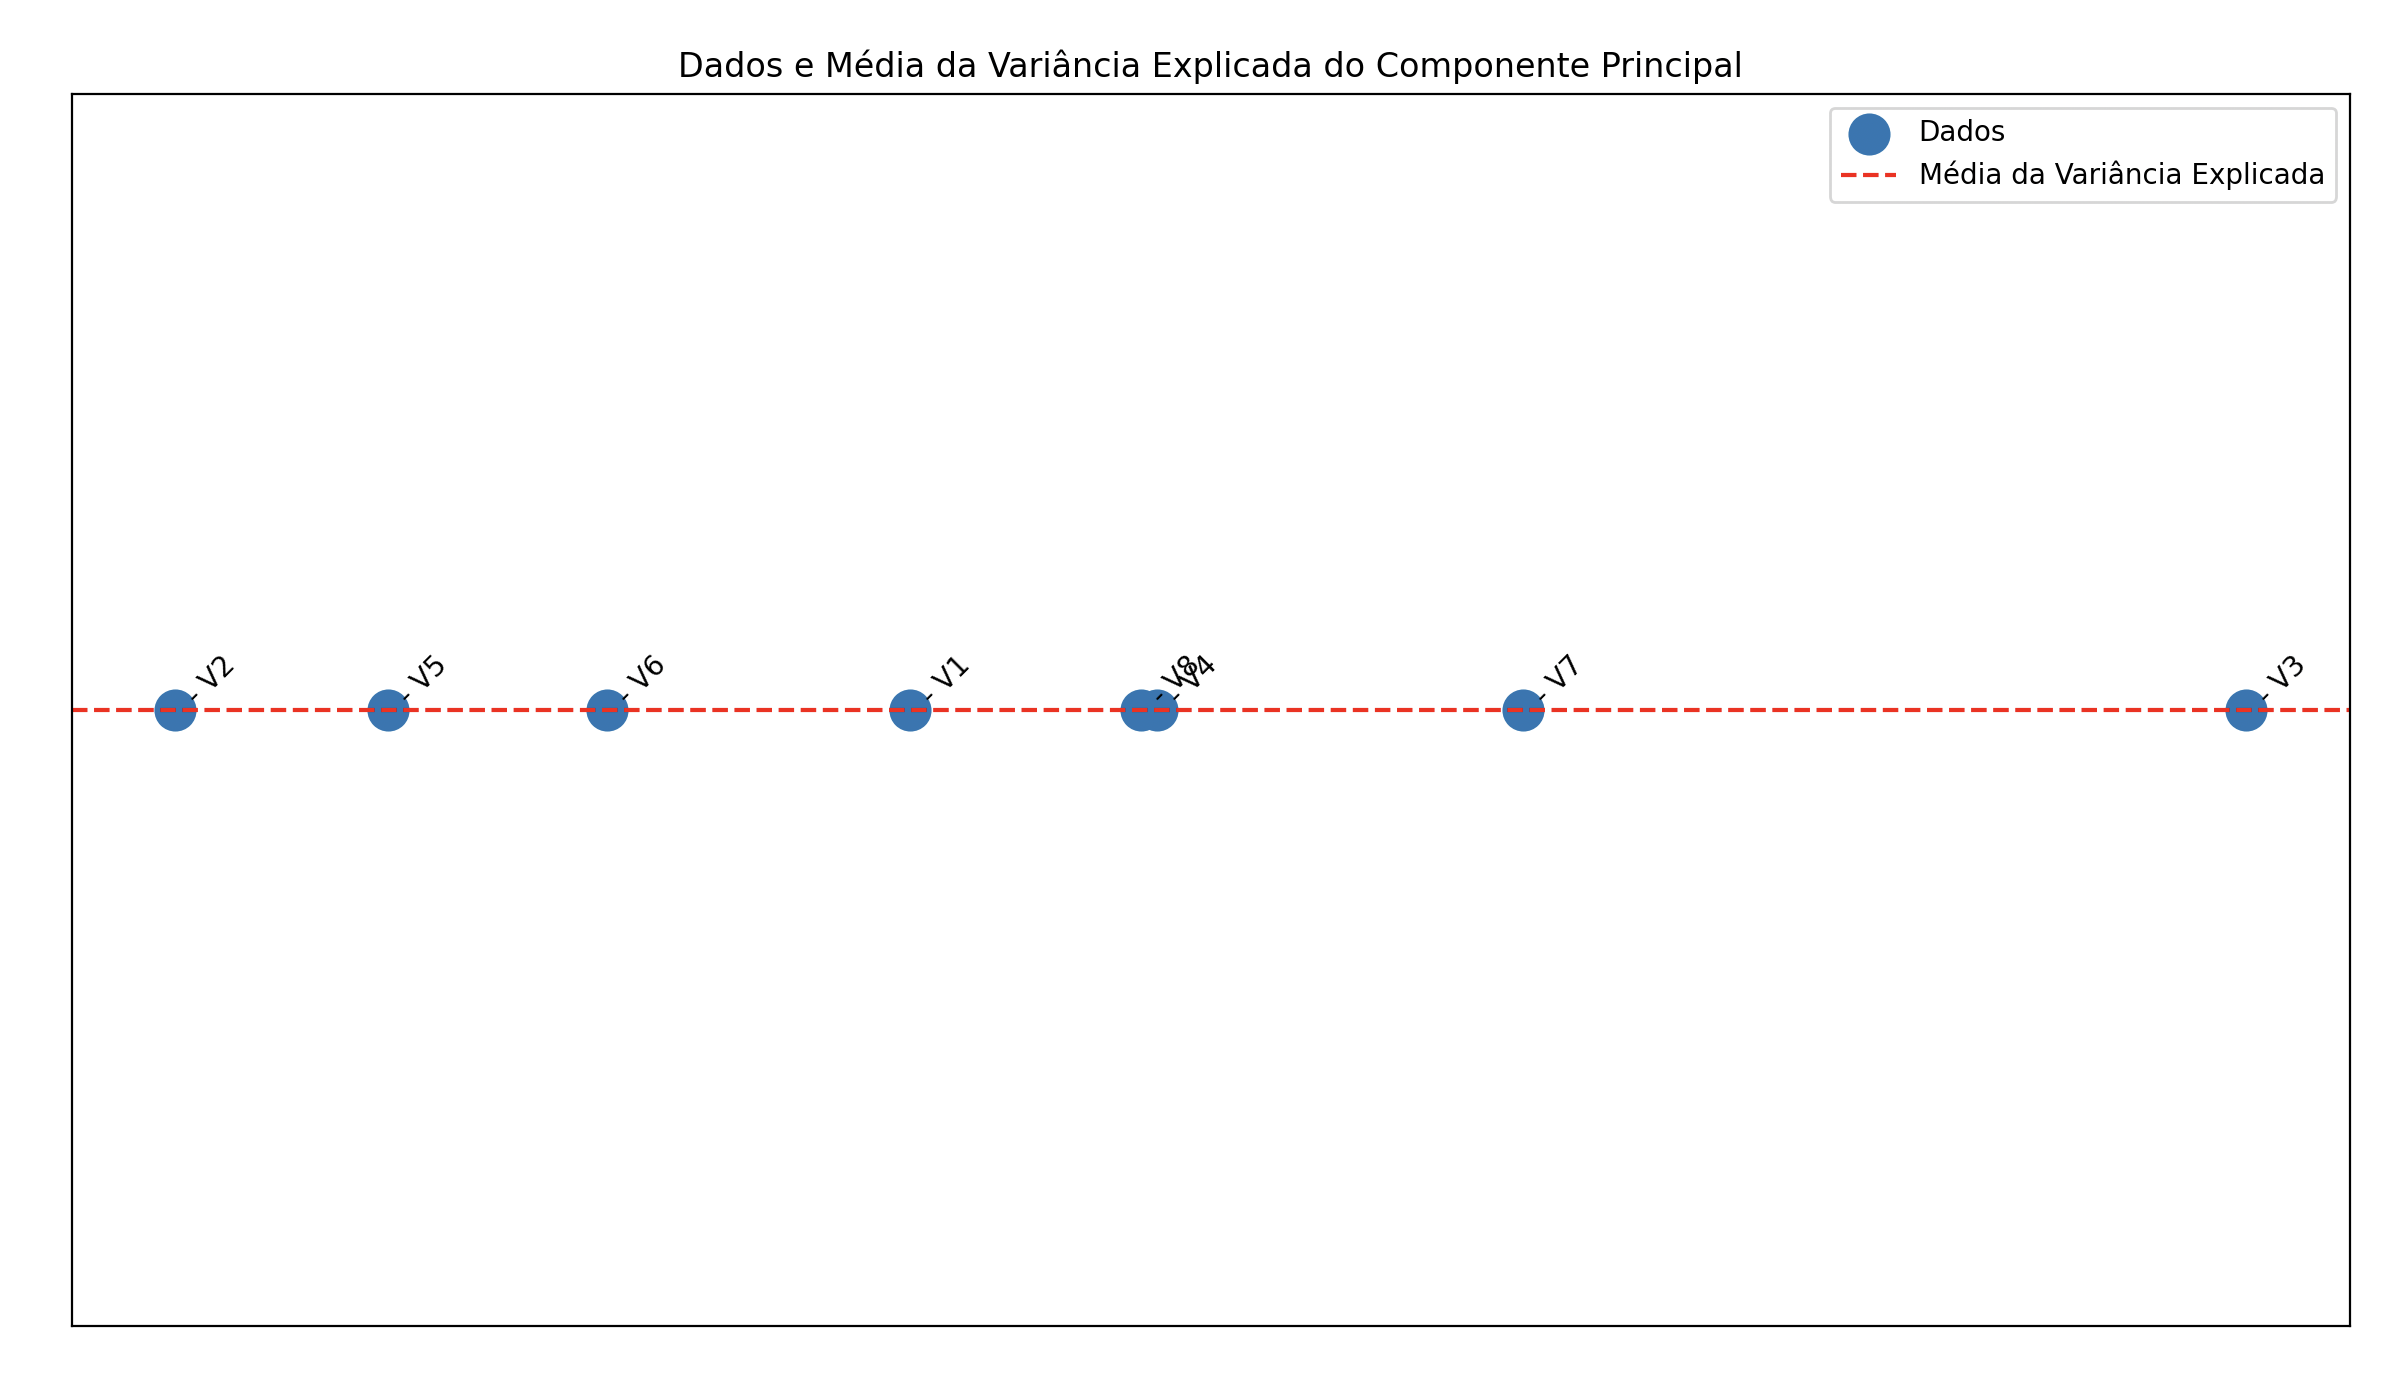 Dados e Média da Variância Explicada do Componente Principal
Dados
Média da Variância Explicada
- V2
- V5
- V6
- V1
- V8
- V4
- V7
- V3